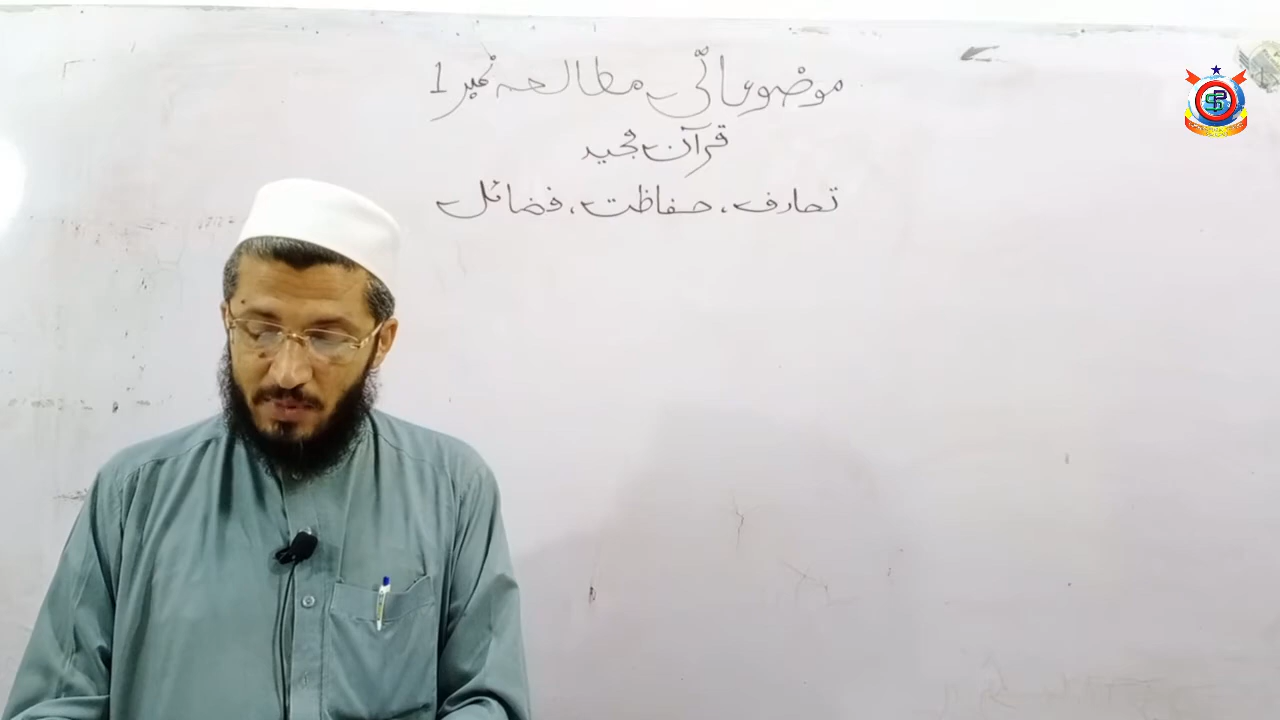 موضوعاتی مطالعہ نمبر 1
قرآن مجید
تعارف، حفاظت، فضائل